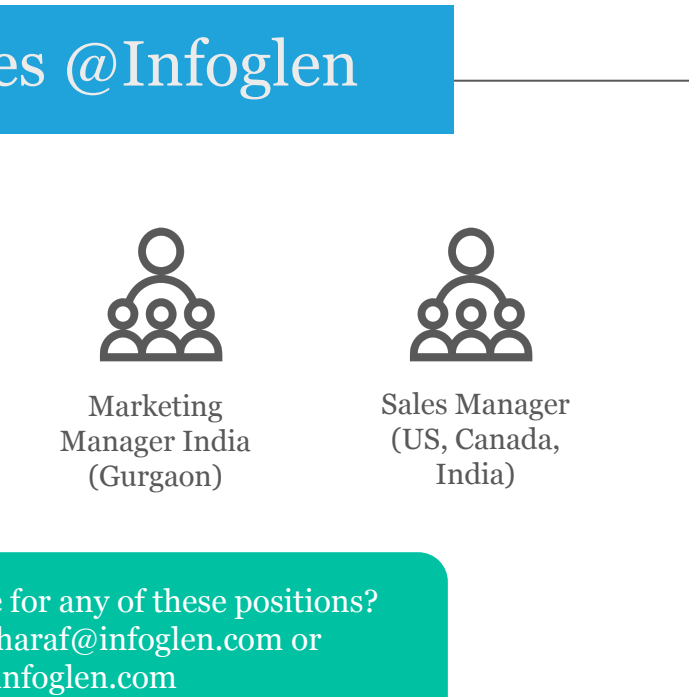 es @Infoglen
Marketing
Manager India
(Gurgaon)
Sales Manager
(US, Canada,
India)
e for any of these positions?
haraf@infoglen.com or
nfoglen.com